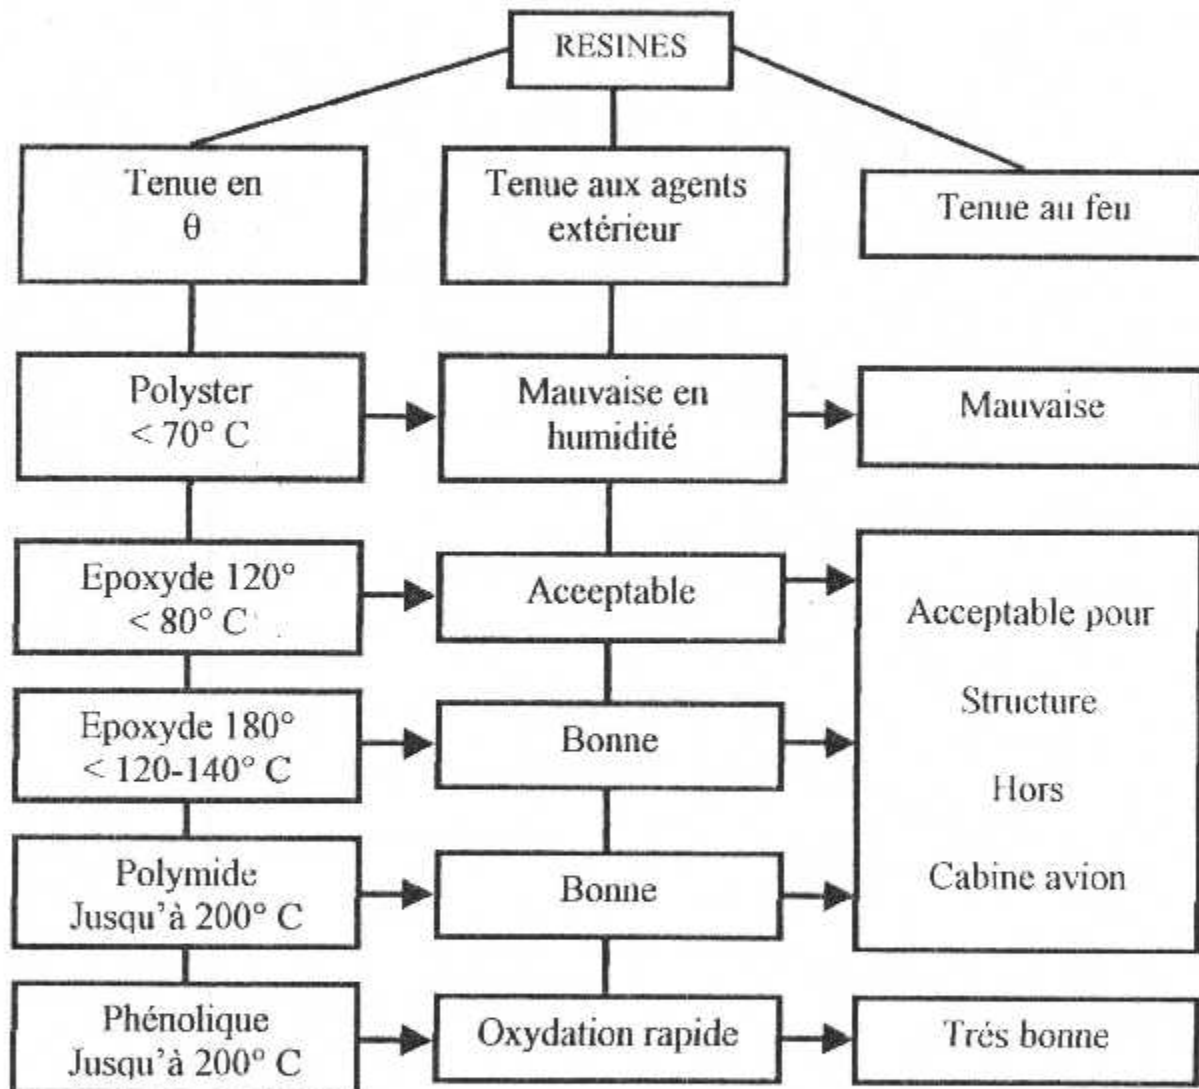 RESINES
Tenue en
θ
Tenue aux agents
extérieur
Tenue au feu
Polyster
< 70° C
Mauvaise en
humidité
Mauvaise
Epoxyde 120°
< 80° C
Aceeptable
Acceptable pour
Structure
Hors
Cabine avion
Epoxyde 180°
< 120-140° C
Bonne
Polymide
Jusqu'à 200° C
Bonne
Phénolique
Jusqu'à 200° C
Oxydation rapide
Trés bonne